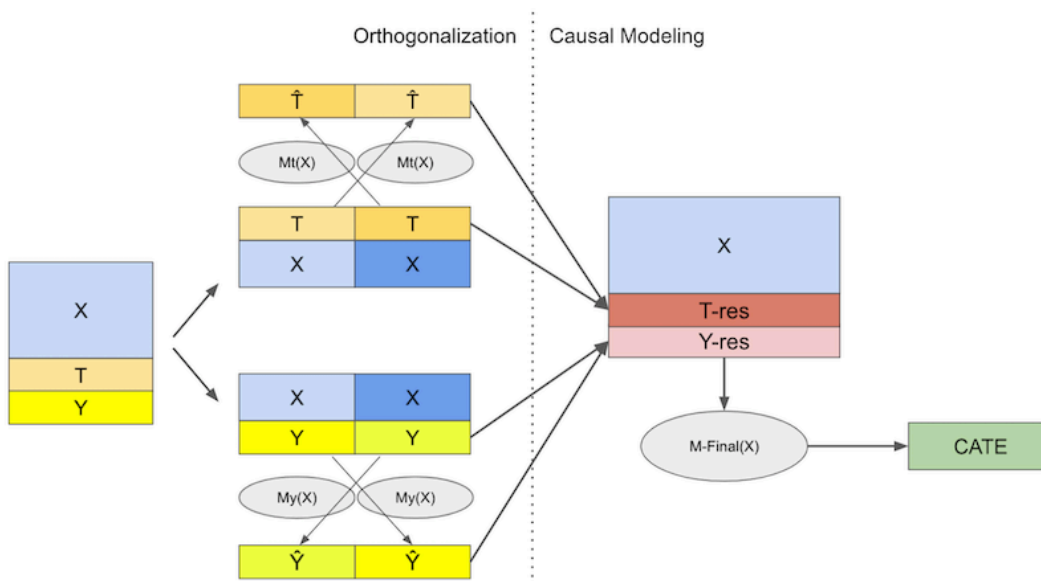 Orthogonalization
Causal Modeling
T̂
T̂
Mt(X)
Mt(X)
T
T
X
X
X
T
Y
X
X
Y
Y
My(X)
My(X)
Ŷ
Ŷ
X
T-res
Y-res
M-Final(X)
CATE